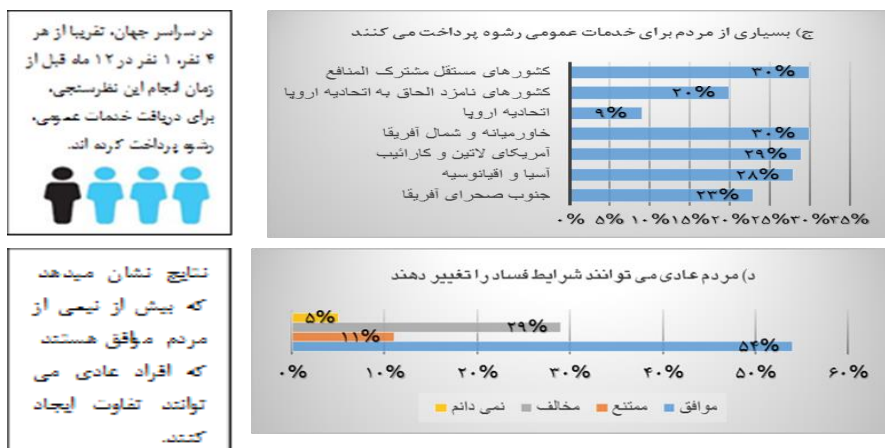 در سراسر جهان، تقریبا از هر
۴ نفر، ۱ نفر در ۱۲ ماه قبل از
زمان انجام این نظرسنجی،
برای دریافت خدمات عمومی،
رشوه پرداخت کرده اند.
ج) بسیاری از مردم برای خدمات عمومی رشوه پرداخت می کنند
کشورهای مستقل مشترک المنافع ۳۰%
کشورهای نامزد الحاق به اتحادیه اروپا ۲۰%
اتحادیه اروپا ۹%
خاورمیانه و شمال آفریقا ۳۰%
آمریکای لاتین و کارائیب ۲۹%
آسیا و اقیانوسیه ۲۸%
جنوب صحرای آفریقا ۲۳%
۰% ۵% ۱۰% ۱۵% ۲۰% ۲۵% ۳۰% ۳۵%
نتایج نشان میدهد
که بیش از نیمی از
مردم موافق هستند
که افراد عادی می
توانند تفاوت ایجاد
کنند.
د) مردم عادی می توانند شرایط فساد را تغییر دهند
۵%
۲۹%
۱۱%
۵۴%
۰% ۱۰% ۲۰% ۳۰% ۴۰% ۵۰% ۶۰%
نمی دانم مخالف ممتنع موافق